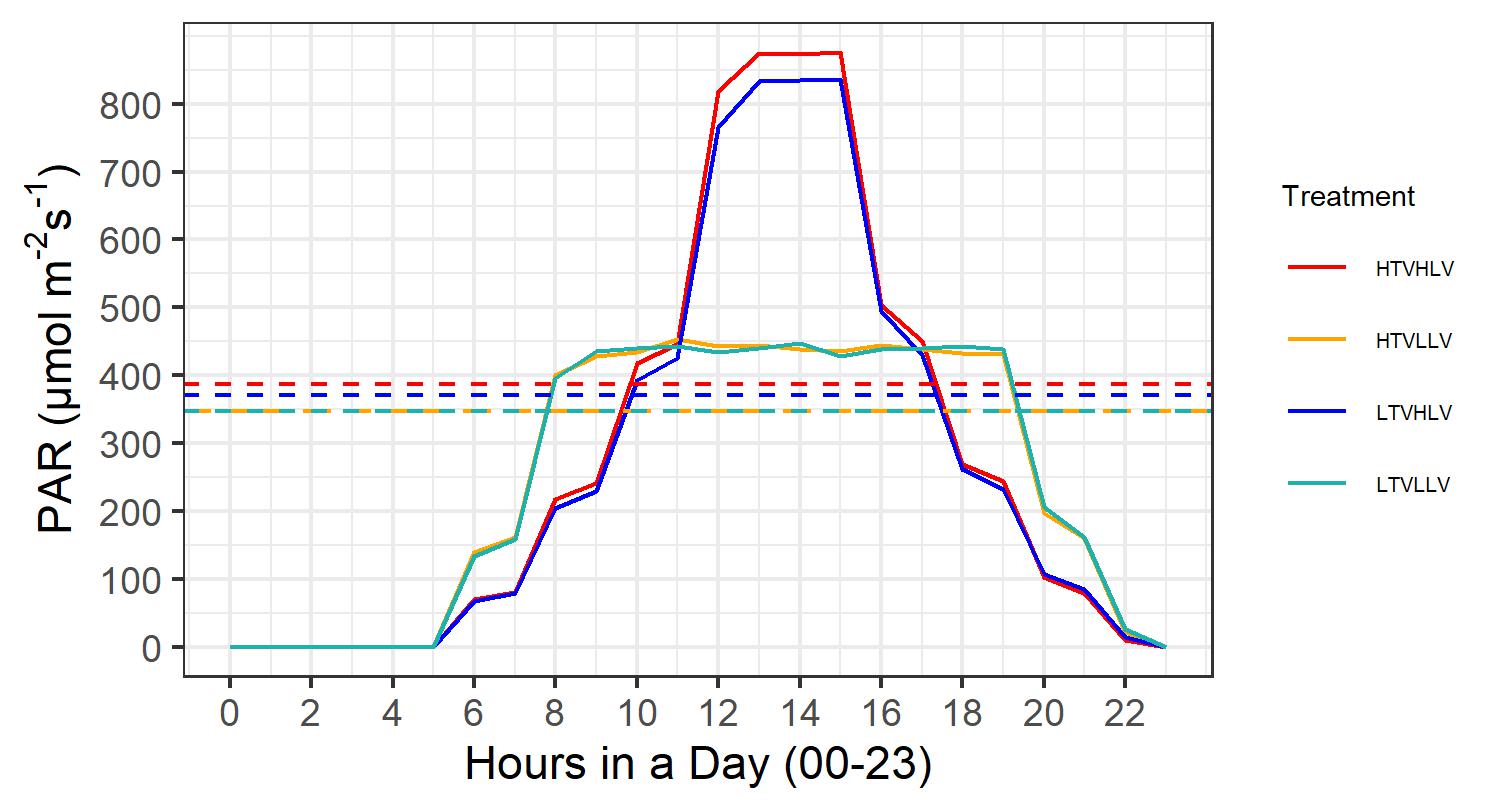 PAR (μmol m⁻²s⁻¹)
800
700
600
500
400
300
200
100
0
0 2 4 6 8 10 12 14 16 18 20 22
Hours in a Day (00-23)
Treatment
HTVHLV
HTVLLV
LTVHLV
LTVLLV